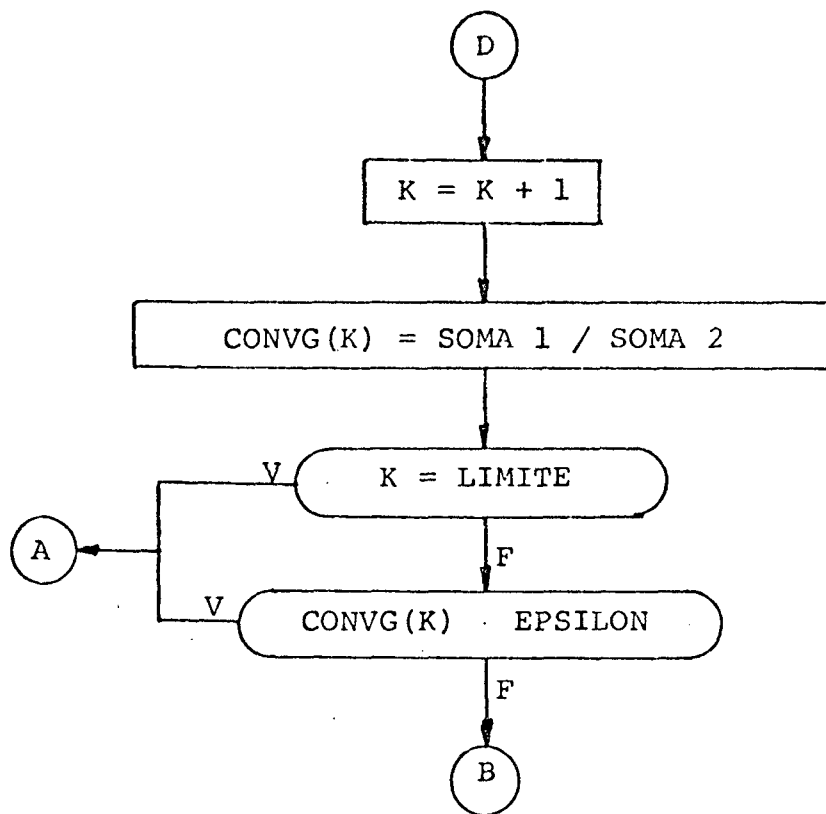 D
K = K + 1
CONVG(K) = SOMA 1 / SOMA 2
V
K = LIMITE
A
F
V
CONVG(K) EPSILON
F
B